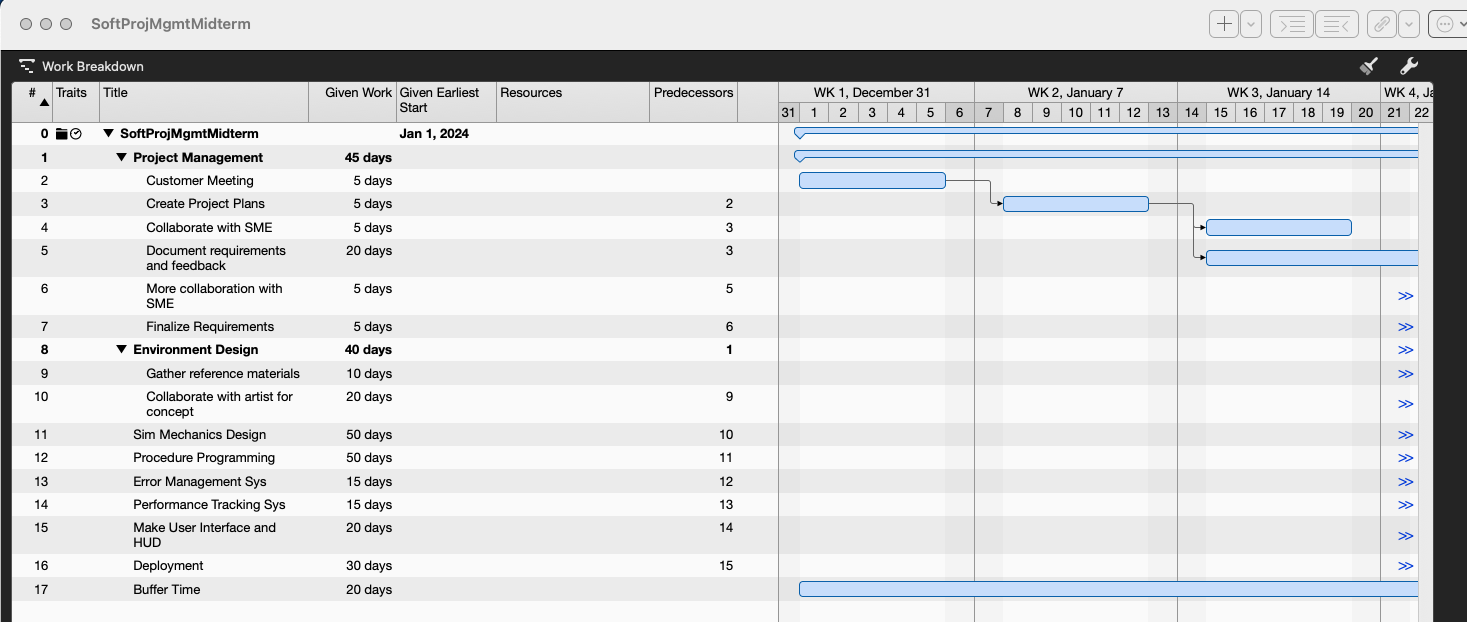 SoftProjMgmtMidterm
Work Breakdown
# Traits Title Given Work Given Earliest Start Resources Predecessors
WK 1, December 31 WK 2, January 7 WK 3, January 14 WK 4, Ja
31 1 2 3 4 5 6 7 8 9 10 11 12 13 14 15 16 17 18 19 20 21 22
0 SoftProjMgmtMidterm Jan 1, 2024
1 Project Management 45 days
2 Customer Meeting 5 days
3 Create Project Plans 5 days 2
4 Collaborate with SME 5 days 3
5 Document requirements 20 days 3
and feedback
6 More collaboration with 5 days 5
SME
7 Finalize Requirements 5 days 6
8 Environment Design 40 days 1
9 Gather reference materials 10 days
10 Collaborate with artist for 20 days 9
concept
11 Sim Mechanics Design 50 days 10
12 Procedure Programming 50 days 11
13 Error Management Sys 15 days 12
14 Performance Tracking Sys 15 days 13
15 Make User Interface and 20 days 14
HUD
16 Deployment 30 days 15
17 Buffer Time 20 days